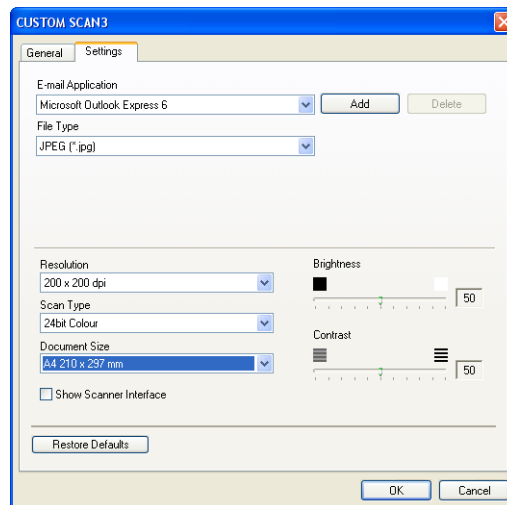 CUSTOM SCAN3
General Settings
E-mail Application
Microsoft Outlook Express 6 Add Delete
File Type
JPEG (*.jpg)
Resolution Brightness
200 x 200 dpi
50
Scan Type
24bit Colour
Contrast
Document Size
A4 210 x 297 mm
50
Show Scanner Interface
Restore Defaults
OK Cancel